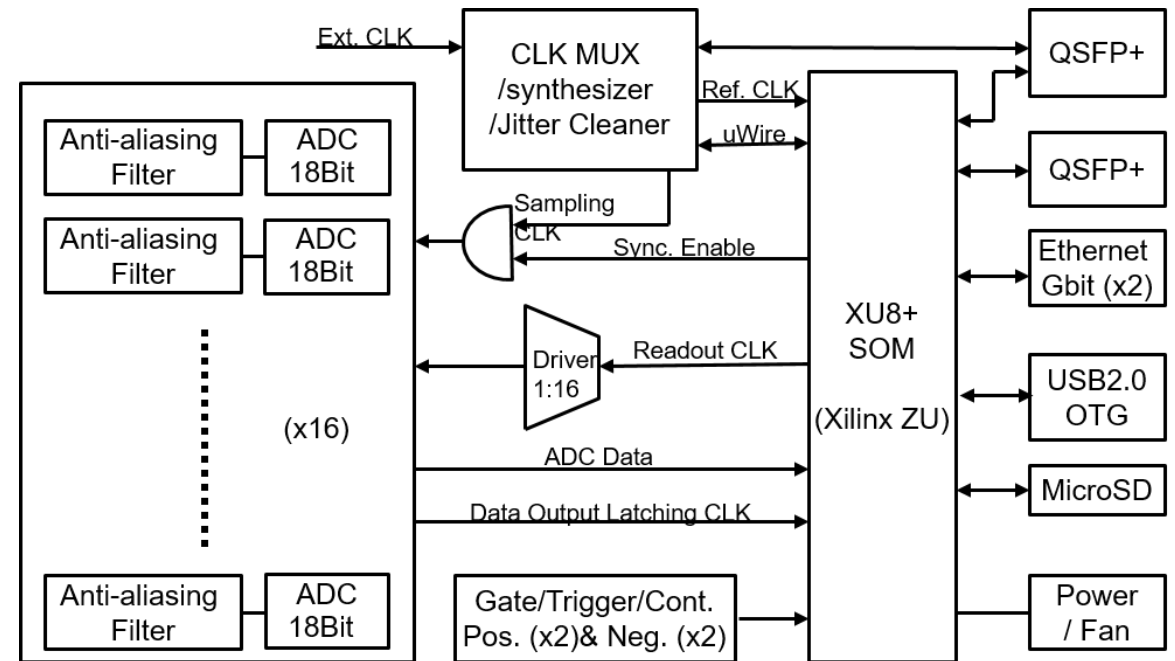 Ext. CLK
CLK MUX
/synthesizer
/Jitter Cleaner
QSFP+
Ref. CLK
uWire
Anti-aliasing
Filter
ADC
18Bit
QSFP+
Sampling
CLK
Anti-aliasing
Filter
ADC
18Bit
Sync. Enable
Ethernet
Gbit (x2)
XU8+
SOM
(Xilinx ZU)
Driver
1:16
Readout CLK
USB2.0
OTG
(x16)
ADC Data
MicroSD
Data Output Latching CLK
Anti-aliasing
Filter
ADC
18Bit
Gate/Trigger/Cont.
Pos. (x2)& Neg. (x2)
Power
/ Fan